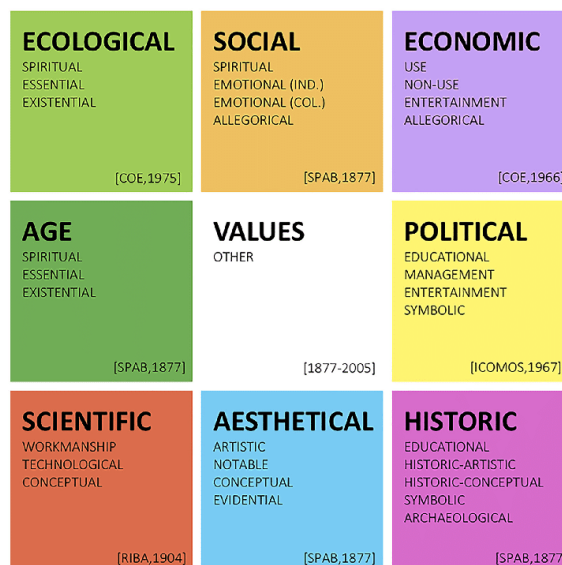 ECOLOGICAL
SPIRITUAL
ESSENTIAL
EXISTENTIAL
[COE,1975]
SOCIAL
SPIRITUAL
EMOTIONAL (IND.)
EMOTIONAL (COL.)
ALLEGORICAL
[SPAB,1877]
ECONOMIC
USE
NON-USE
ENTERTAINMENT
ALLEGORICAL
[COE,1966]
AGE
SPIRITUAL
ESSENTIAL
EXISTENTIAL
[SPAB,1877]
VALUES
OTHER
[1877-2005]
POLITICAL
EDUCATIONAL
MANAGEMENT
ENTERTAINMENT
SYMBOLIC
[ICOMOS,1967]
SCIENTIFIC
WORKMANSHIP
TECHNOLOGICAL
CONCEPTUAL
[RIBA,1904]
AESTHETICAL
ARTISTIC
NOTABLE
CONCEPTUAL
EVIDENTIAL
[SPAB,1877]
HISTORIC
EDUCATIONAL
HISTORIC-ARTISTIC
HISTORIC-CONCEPTUAL
SYMBOLIC
ARCHAEOLOGICAL
[SPAB,1877